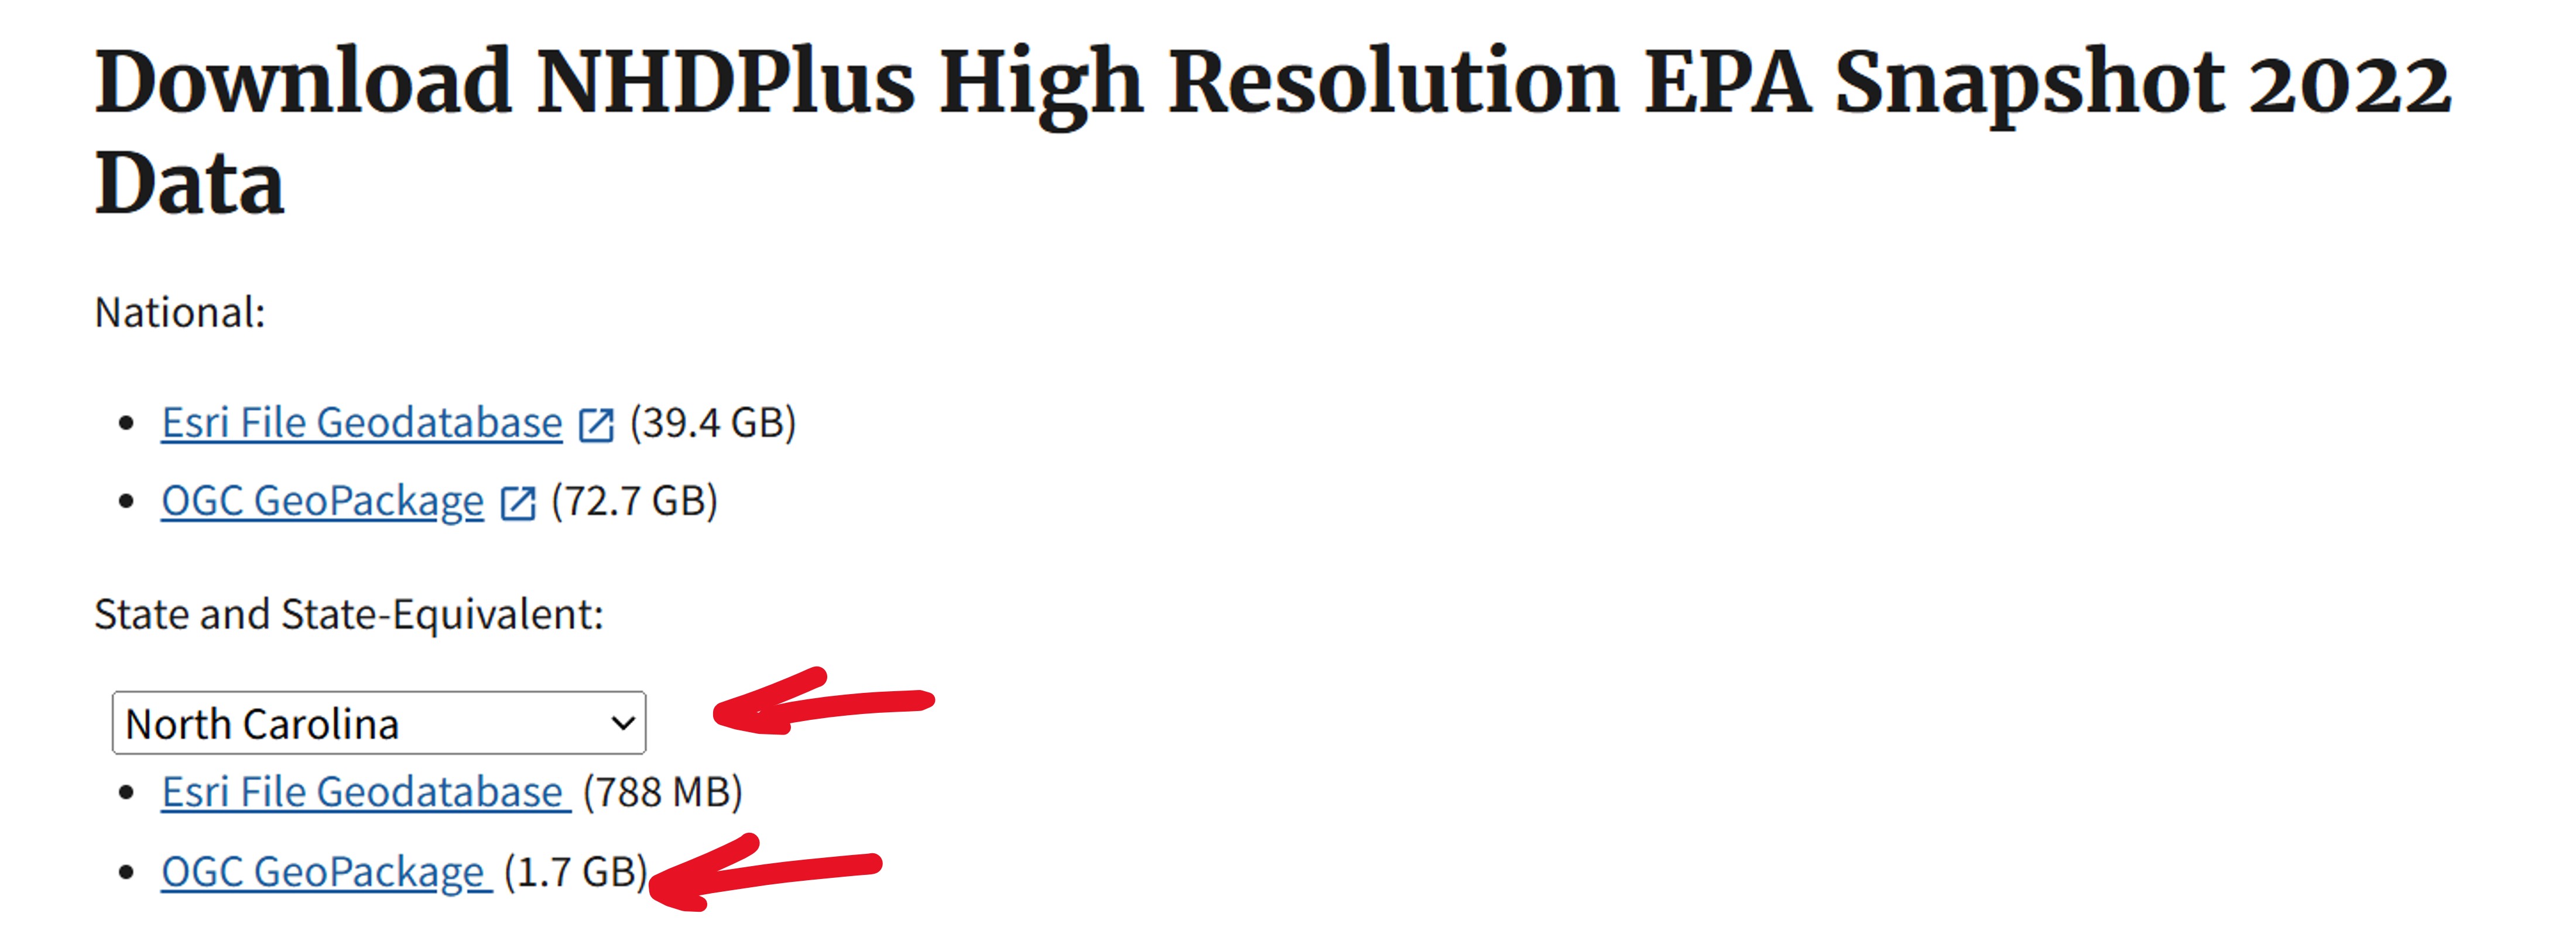 Download NHDPlus High Resolution EPA Snapshot 2022
Data
National:
Esri File Geodatabase (39.4 GB)
OGC GeoPackage (72.7 GB)
State and State-Equivalent:
North Carolina
Esri File Geodatabase (788 MB)
OGC GeoPackage (1.7 GB)